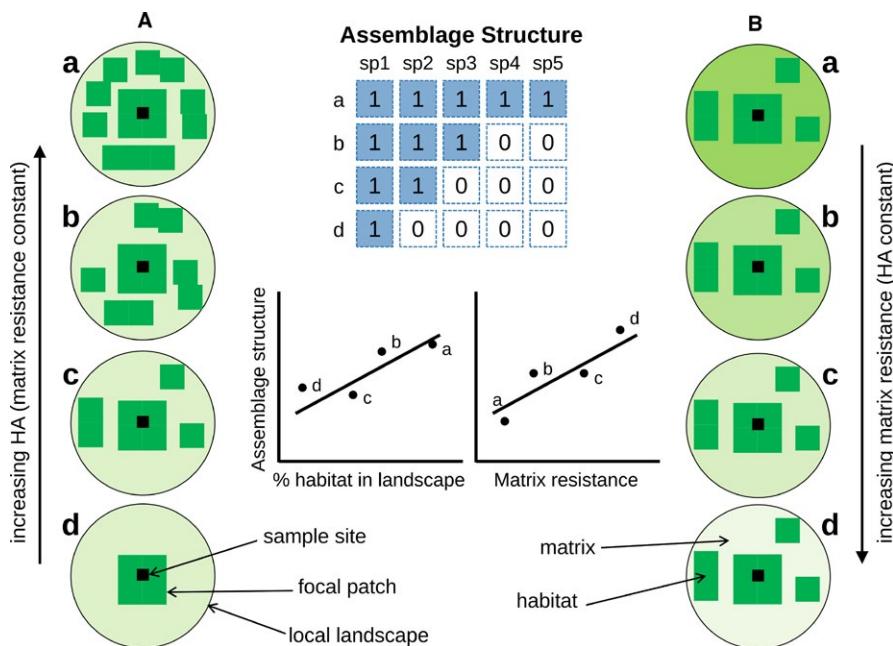 A
B
Assemblage Structure
sp1 sp2 sp3 sp4 sp5
a 1 1 1 1 1
b 1 1 1 0 0
c 1 1 0 0 0
d 1 0 0 0 0
a
b
c
d
increasing HA (matrix resistance constant)
Assemblage structure
d
c
b
a
% habitat in landscape
a
b
c
d
Matrix resistance
sample site
focal patch
local landscape
matrix
habitat
a
b
c
d
increasing matrix resistance (HA constant)